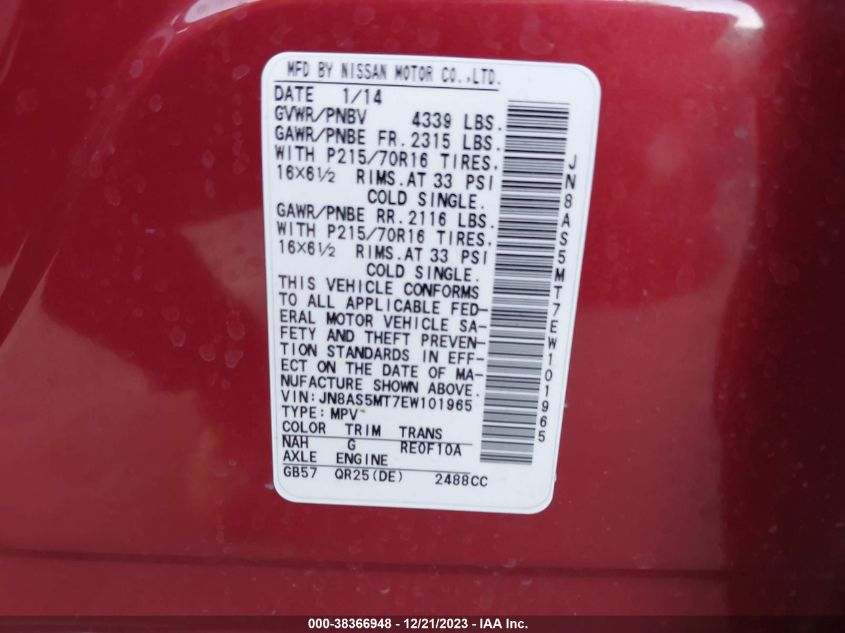 MFD BY NISSAN MOTOR CO.,LTD.
DATE 1/14
GVWR/PNBV 4339 LBS.
GAWR/PNBE FR. 2315 LBS.
WITH P215/70R16 TIRES.
16×6½ RIMS.AT 33 PSI
COLD SINGLE.
GAWR/PNBE RR. 2116 LBS.
WITH P215/70R16 TIRES.
16×6½ RIMS.AT 33 PSI
COLD SINGLE.
THIS VEHICLE CONFORMS
TO ALL APPLICABLE FED-
ERAL MOTOR VEHICLE SA-
FETY AND THEFT PREVEN-
TION STANDARDS IN EFF-
ECT ON THE DATE OF MA-
NUFACTURE SHOWN ABOVE.
VIN: JN8AS5MT7EW101965
TYPE: MPV
COLOR TRIM TRANS
NAH G RE0F10A
AXLE ENGINE
GB57 QR25(DE) 2488CC
JN8AS5MT7EW101965
000-38366948 - 12/21/2023 - IAA Inc.